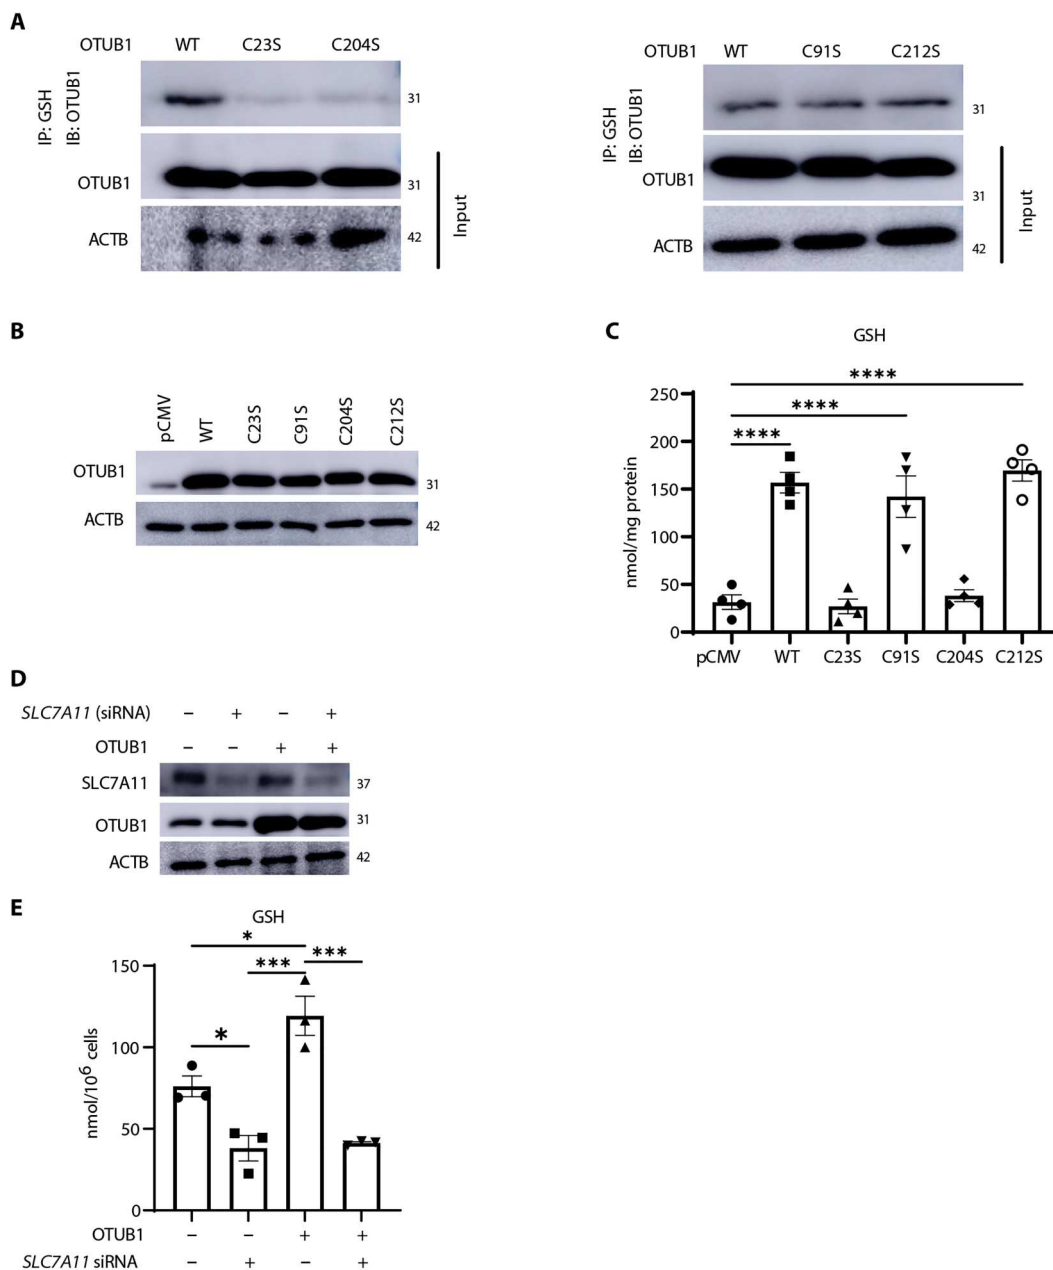 A
OTUB1 WT C23S C204S
IP: GSH
IB: OTUB1
31
OTUB1
31
ACTB
42
Input
OTUB1 WT C91S C212S
IP: GSH
IB: OTUB1
31
OTUB1
31
ACTB
42
Input
B
pCMV WT C23S C91S C204S C212S
OTUB1
31
ACTB
42
C
GSH
****
****
****
250
200
150
100
50
0
nmol/mg protein
pCMV WT C23S C91S C204S C212S
D
SLC7A11 (siRNA) – + – +
OTUB1 – – + +
SLC7A11
37
OTUB1
31
ACTB
42
E
GSH
*
*** ***
*
150
100
50
0
nmol/10⁶ cells
OTUB1 – – + +
SLC7A11 siRNA – + – +